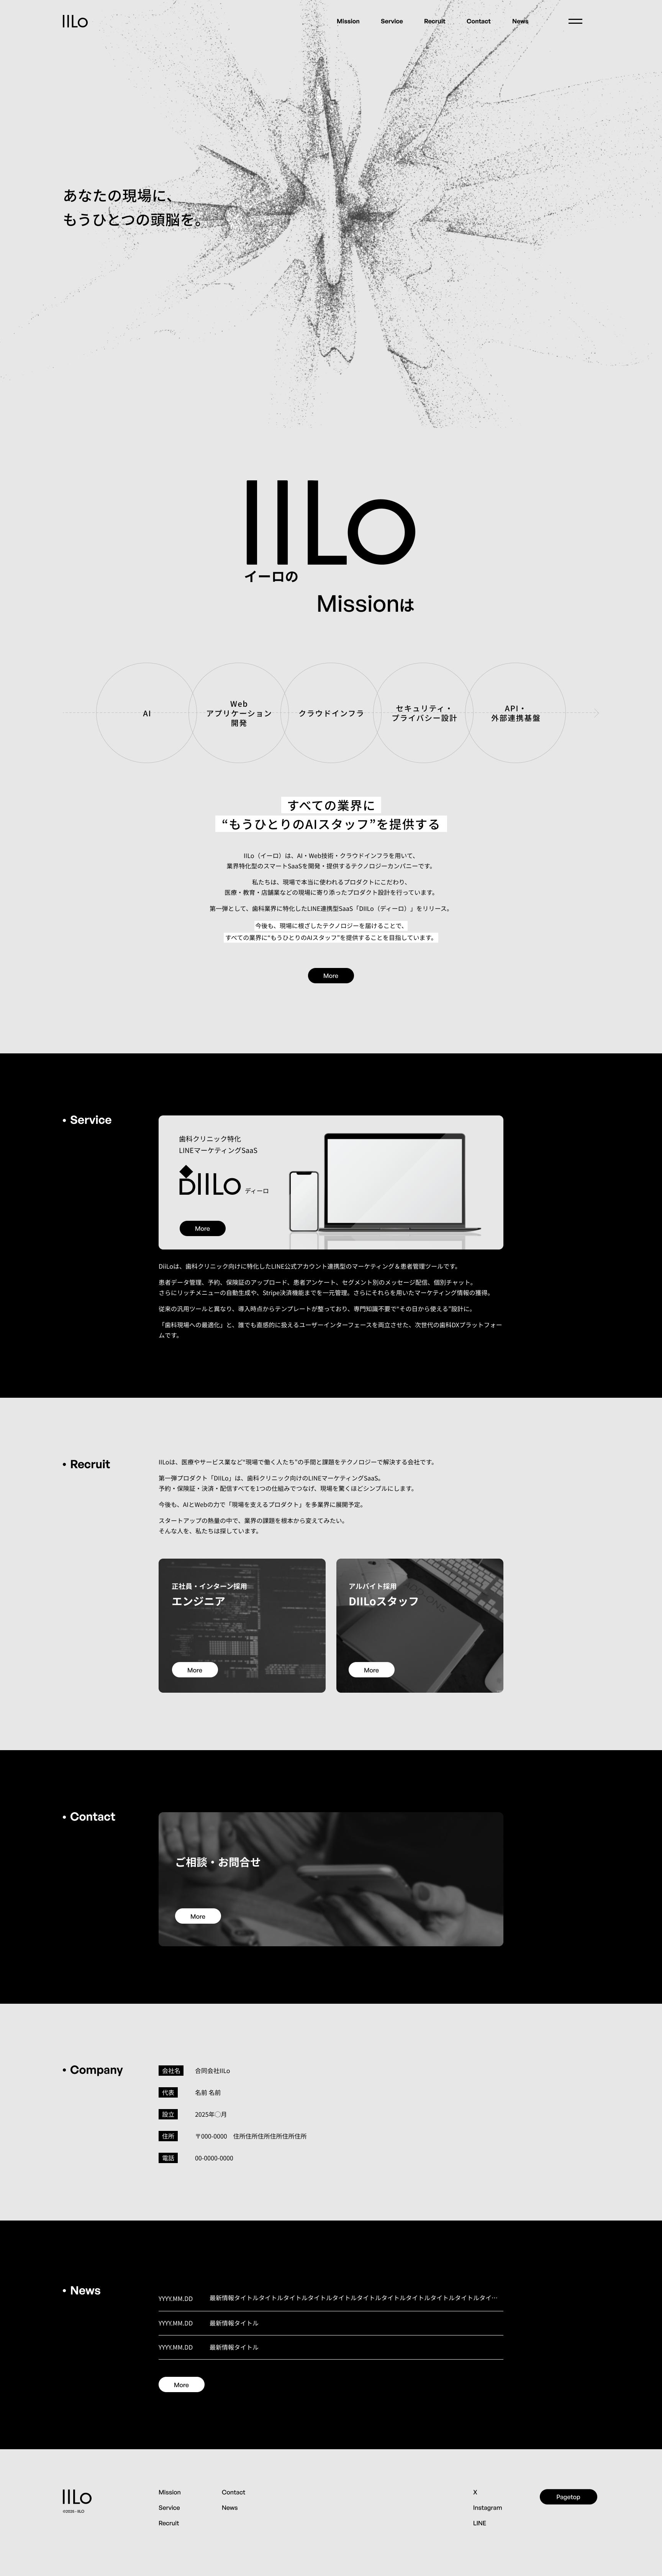 IILo
Mission
Service
Recruit
Contact
News
あなたの現場に、
もうひとつの頭脳を。
IILo
イーロの
Missionは
AI
Web
アプリケーション
開発
クラウドインフラ
セキュリティ・
プライバシー設計
API・
外部連携基盤
すべての業界に
“もうひとりのAIスタッフ”を提供する
IILo（イーロ）は、AI・Web技術・クラウドインフラを用いて、
業界特化型のスマートSaaSを開発・提供するテクノロジーカンパニーです。
私たちは、現場で本当に使われるプロダクトにこだわり、
医療・教育・店舗業などの現場に寄り添ったプロダクト設計を行っています。
第一弾として、歯科業界に特化したLINE連携型SaaS「DIILo（ディーロ）」をリリース。
今後も、現場に根ざしたテクノロジーを届けることで、
すべての業界に“もうひとりのAIスタッフ”を提供することを目指しています。
More
Service
歯科クリニック特化
LINEマーケティングSaaS
DIILo ディーロ
More
DiiLoは、歯科クリニック向けに特化したLINE公式アカウント連携型のマーケティング＆患者管理ツールです。
患者データ管理、予約、保険証のアップロード、患者アンケート、セグメント別のメッセージ配信、個別チャット。
さらにリッチメニューの自動生成や、Stripe決済機能までを一元管理。さらにそれらを用いたマーケティング情報の獲得。
従来の汎用ツールと異なり、導入時点からテンプレートが整っており、専門知識不要で“その日から使える”設計に。
「歯科現場への最適化」と、誰でも直感的に扱えるユーザーインターフェースを両立させた、次世代の歯科DXプラットフォー
ムです。
Recruit
IILoは、医療やサービス業など“現場で働く人たち”の手間と課題をテクノロジーで解決する会社です。
第一弾プロダクト「DIILo」は、歯科クリニック向けのLINEマーケティングSaaS。
予約・保険証・決済・配信すべてを1つの仕組みでつなげ、現場を驚くほどシンプルにします。
今後も、AIとWebの力で「現場を支えるプロダクト」を多業界に展開予定。
スタートアップの熱量の中で、業界の課題を根本から変えてみたい。
そんな人を、私たちは探しています。
正社員・インターン採用
エンジニア
More
アルバイト採用
DIILoスタッフ
More
Contact
ご相談・お問合せ
More
Company
会社名 合同会社IILo
代表 名前 名前
設立 2025年〇月
住所 〒000-0000　住所住所住所住所住所住所
電話 00-0000-0000
News
YYYY.MM.DD 最新情報タイトルタイトルタイトルタイトルタイトルタイトルタイトルタイトルタイトルタイトルタイ…
YYYY.MM.DD 最新情報タイトル
YYYY.MM.DD 最新情報タイトル
More
IILo
©2025 - IILO
Mission
Service
Recruit
Contact
News
X
Instagram
LINE
Pagetop